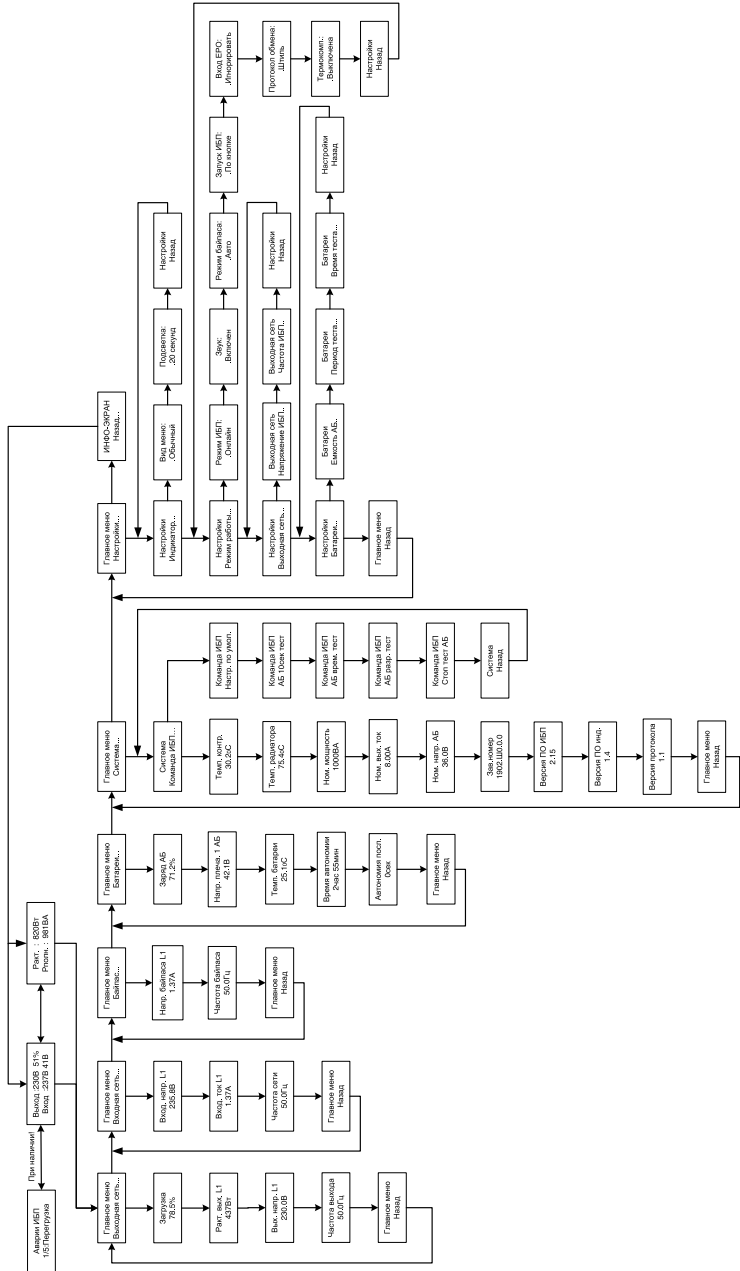 Аварии ИБП
1/5:Перегрузка
При наличии!
Выход :230В 51%
Вход :237В 41В
Ракт. : 820Вт
Рполн. : 981ВА
Главное меню
Выходная сеть...
Загрузка
78.5%
Ракт. вых. L1
437Вт
Вых. напр. L1
230.0В
Частота выхода
50.0Гц
Главное меню
Назад
Главное меню
Входная сеть...
Вход. напр. L1
235.8В
Вход. ток L1
1.37А
Частота сети
50.0Гц
Главное меню
Назад
Главное меню
Байпас...
Напр. байпаса L1
1.37А
Частота байпаса
50.0Гц
Главное меню
Назад
Главное меню
Батареи...
Заряд АБ
71.2%
Напр. плеча. 1 АБ
42.1В
Темп. батареи
25.1oC
Время автономии
2час 55мин
Автономия посл.
0сек
Главное меню
Назад
Главное меню
Система...
Система
Команда ИБП...
Темп. контр.
30.2oC
Темп. радиатора
75.4oC
Ном. мощность
1000ВА
Ном. вых. ток
8.00А
Ном. напр. АБ
36.0В
Зав.номер
1902.Ш0.0.0
Версия ПО ИБП
2.15
Версия ПО инд.
1.4
Версия протокола
1.1
Главное меню
Назад
Команда ИБП
Настр. по умол.
Команда ИБП
АБ 10сек тест
Команда ИБП
АБ врем. тест
Команда ИБП
АБ разр. тест
Команда ИБП
Стоп тест АБ
Система
Назад
Главное меню
Настройки...
ИНФО-ЭКРАН
Назад...
Настройки
Индикатор...
Вид меню:
.Обычный
Подсветка:
.20 секунд
Настройки
Назад
Настройки
Режим работы...
Режим ИБП:
.Онлайн
Звук:
.Включен
Режим байпаса:
.Авто
Запуск ИБП:
.По кнопке
Вход EPO:
.Игнорировать
Протокол обмена:
.Штиль
Термокомп.:
.Выключена
Настройки
Назад
Настройки
Выходная сеть...
Выходная сеть
Напряжение ИБП..
Выходная сеть
Частота ИБП..
Настройки
Назад
Настройки
Батареи...
Батареи
Емкость АБ..
Батареи
Период теста...
Батареи
Время теста...
Настройки
Назад
Главное меню
Назад